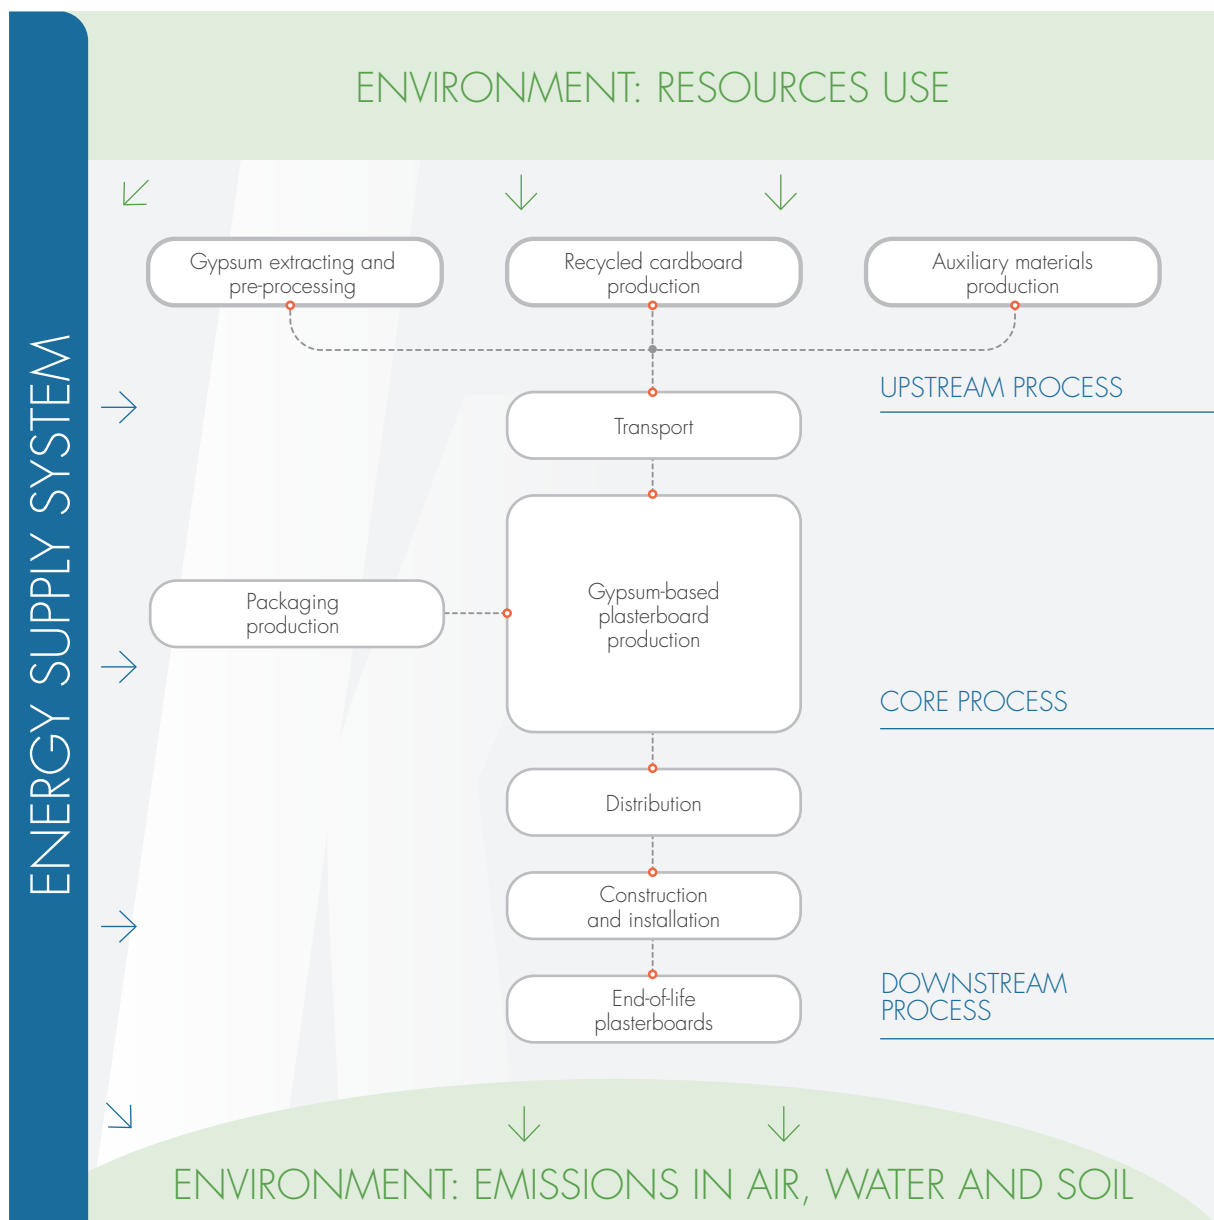 ENERGY SUPPLY SYSTEM
ENVIRONMENT: RESOURCES USE
Gypsum extracting and
pre-processing
Recycled cardboard
production
Auxiliary materials
production
UPSTREAM PROCESS
Transport
Packaging
production
Gypsum-based
plasterboard
production
CORE PROCESS
Distribution
Construction
and installation
End-of-life
plasterboards
DOWNSTREAM
PROCESS
ENVIRONMENT: EMISSIONS IN AIR, WATER AND SOIL